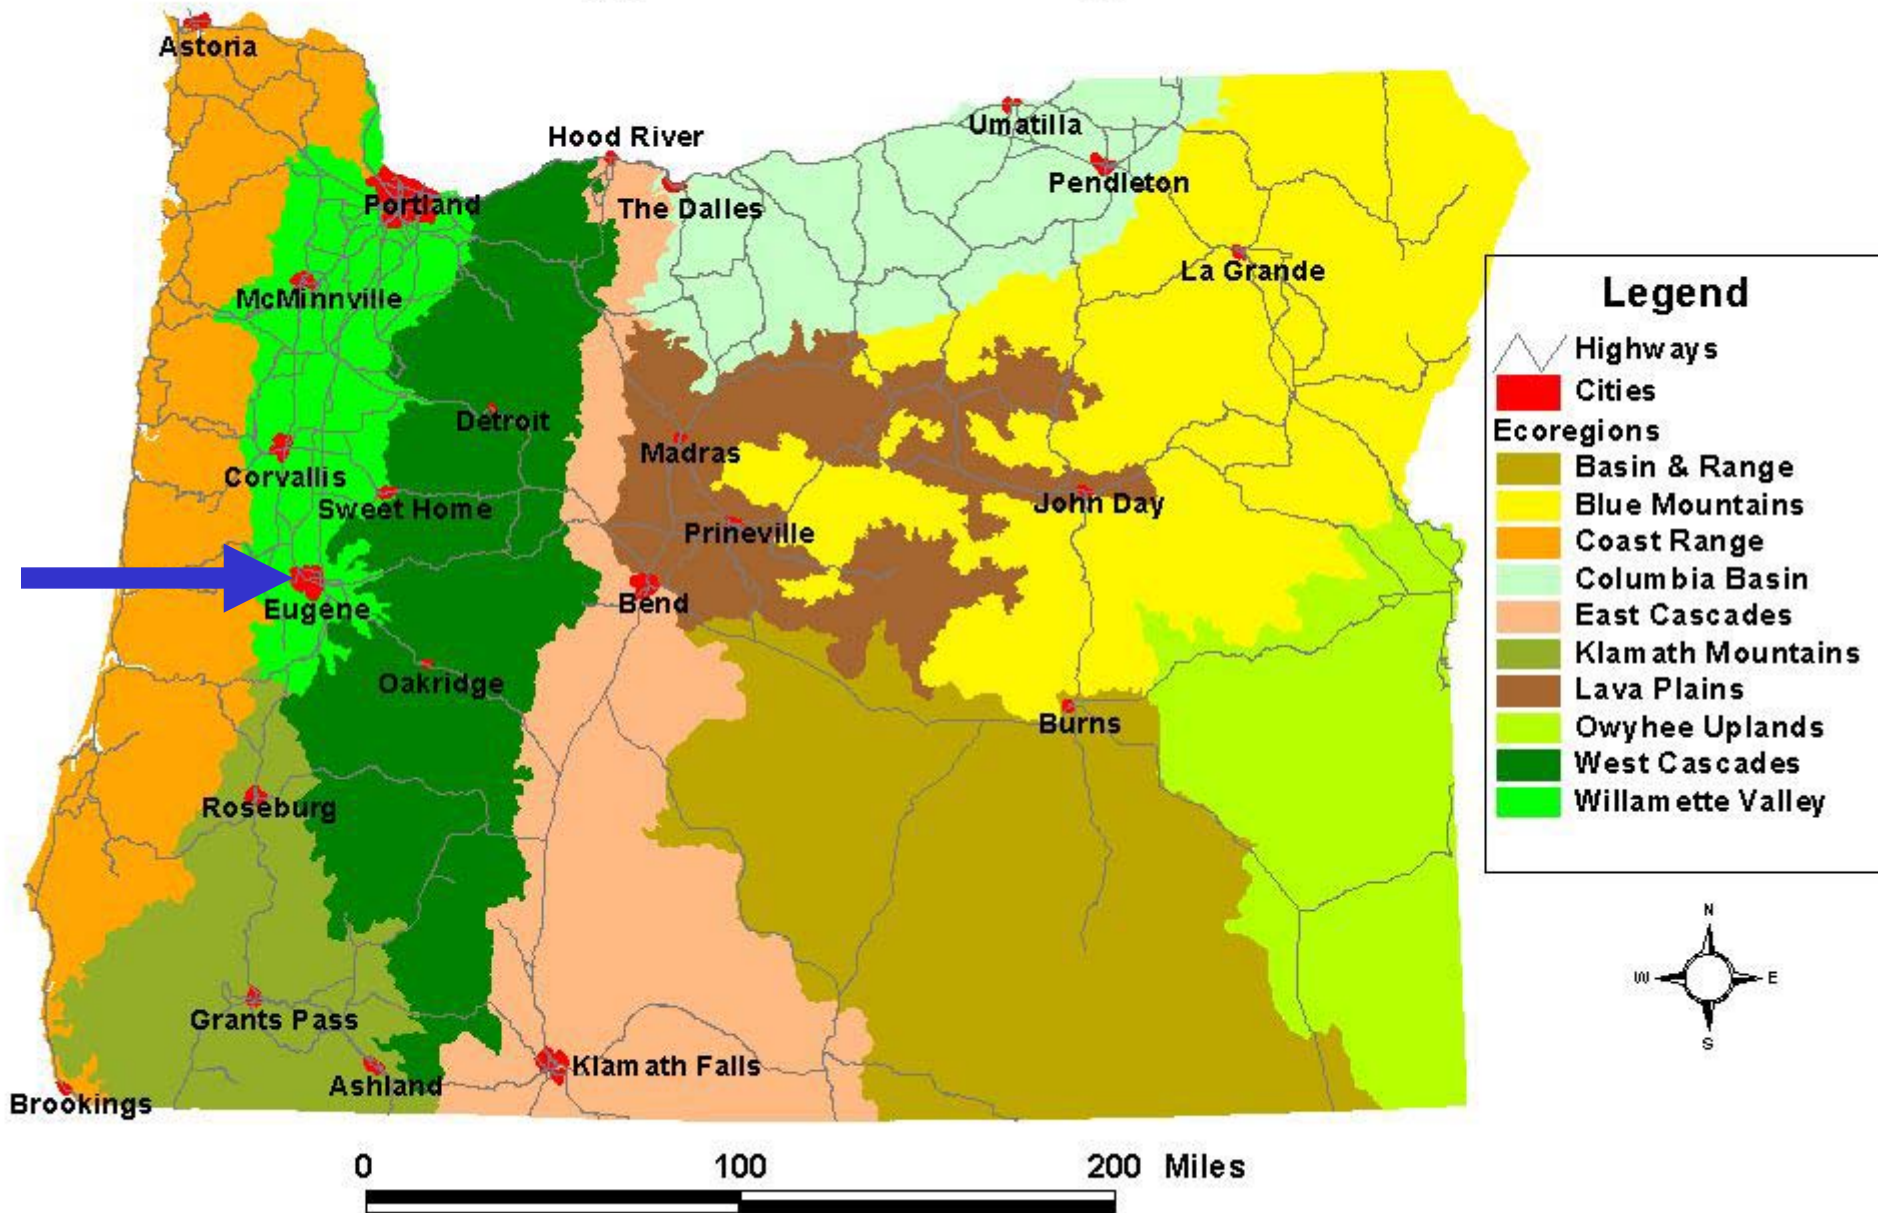 Astoria
Hood River
Umatilla
Pendleton
Portland
The Dalles
La Grande
McMinnville
Detroit
Madras
Corvallis
Sweet Home
John Day
Prineville
Eugene
Bend
Oakridge
Burns
Roseburg
Grants Pass
Klamath Falls
Ashland
Brookings
Legend
Highways
Cities
Ecoregions
Basin & Range
Blue Mountains
Coast Range
Columbia Basin
East Cascades
Klamath Mountains
Lava Plains
Owyhee Uplands
West Cascades
Willamette Valley
N
W E
S
0 100 200 Miles